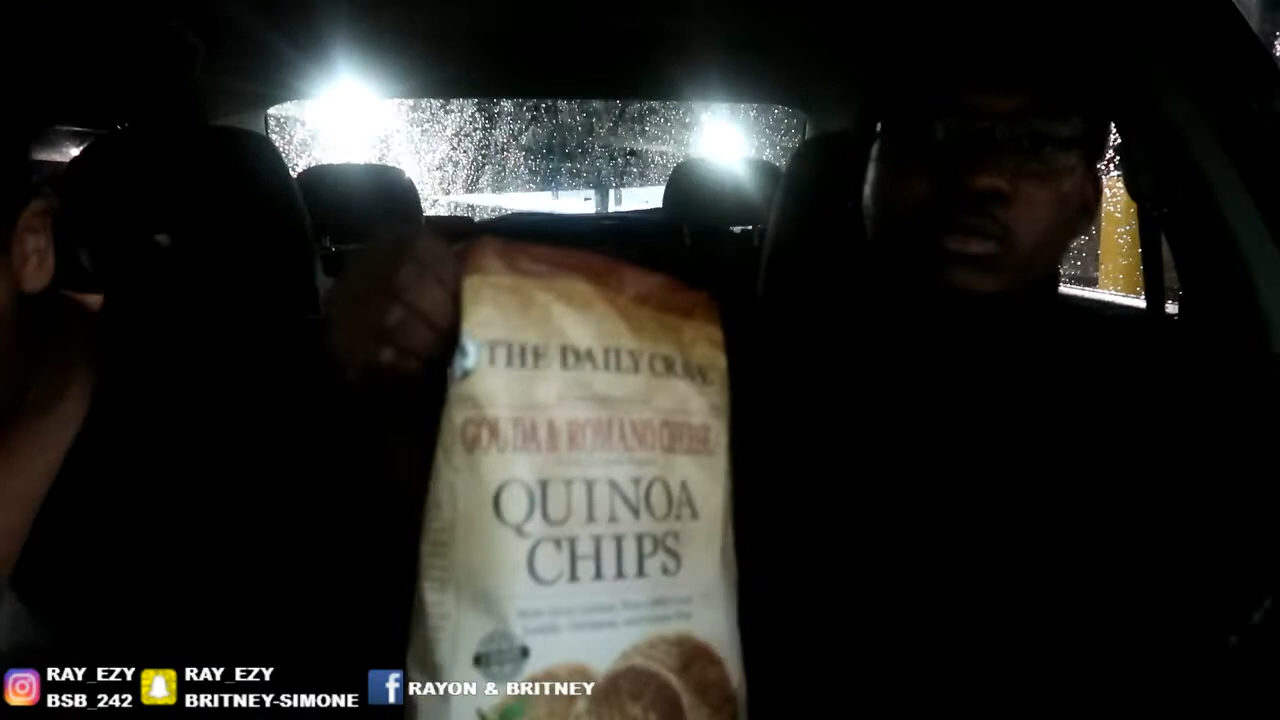 THE DAILY CRAVE
GOUDA & ROMANO CHEESE
QUINOA
CHIPS
RAY_EZY
BSB_242
RAY_EZY
BRITNEY-SIMONE
RAYON & BRITNEY